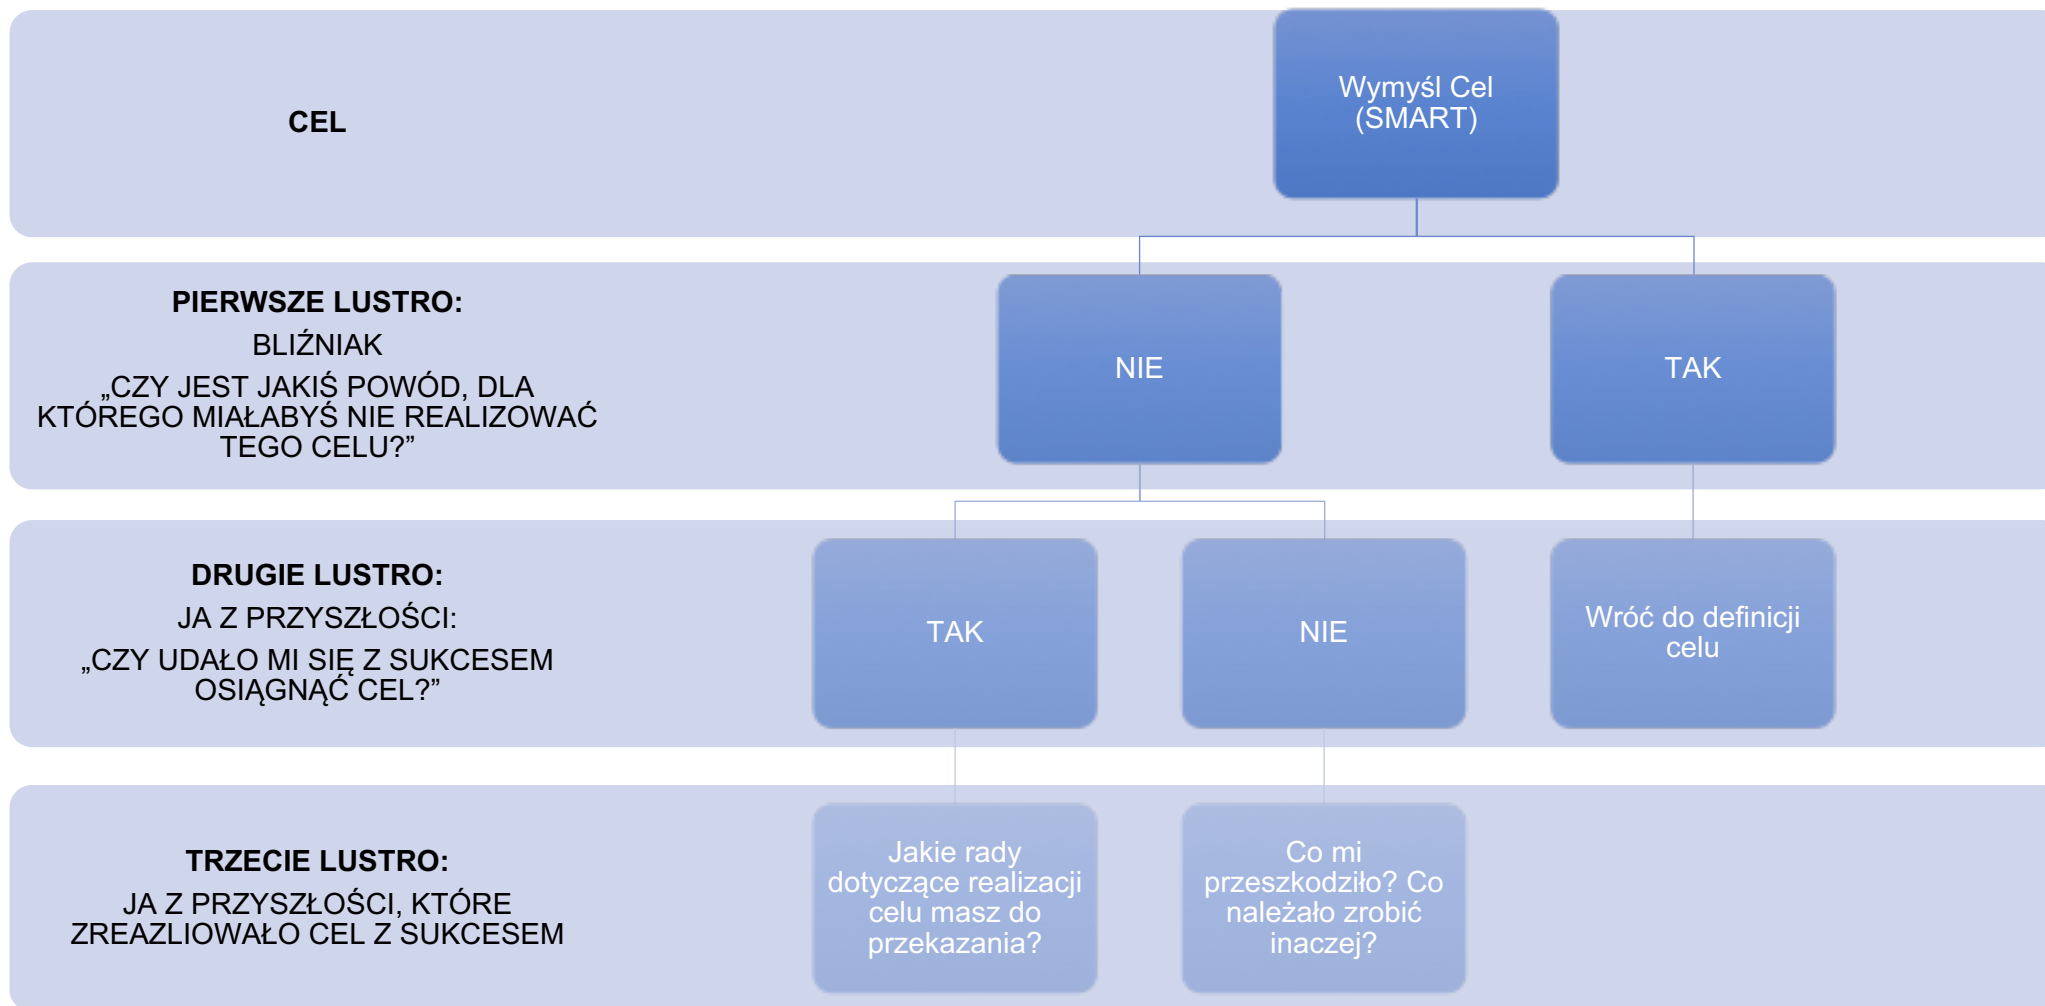 CEL
Wymyśl Cel
(SMART)
PIERWSZE LUSTRO:
BLIŹNIAK
„CZY JEST JAKIŚ POWÓD, DLA
KTÓREGO MIAŁABYŚ NIE REALIZOWAĆ
TEGO CELU?”
NIE
TAK
DRUGIE LUSTRO:
JA Z PRZYSZŁOŚCI:
„CZY UDAŁO MI SIĘ Z SUKCESEM
OSIĄGNĄĆ CEL?”
TAK
NIE
Wróć do definicji
celu
TRZECIE LUSTRO:
JA Z PRZYSZŁOŚCI, KTÓRE
ZREAZLIOWAŁO CEL Z SUKCESEM
Jakie rady
dotyczące realizacji
celu masz do
przekazania?
Co mi
przeszkodziło? Co
należało zrobić
inaczej?